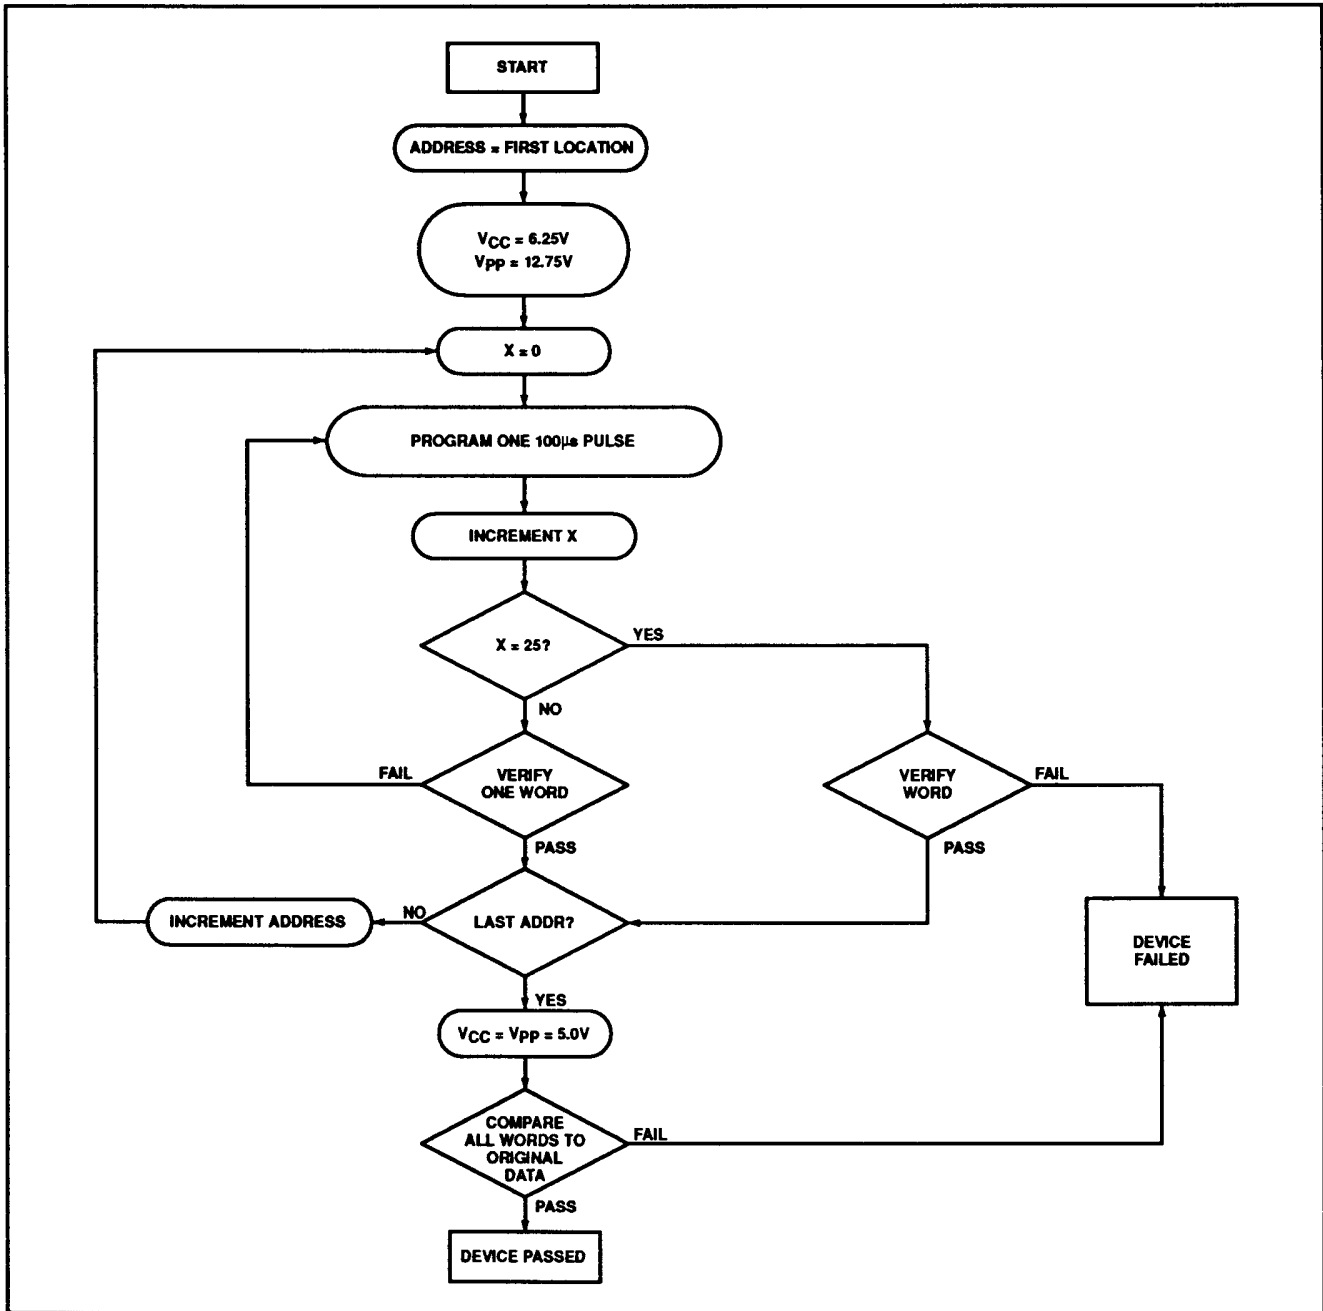 START
ADDRESS = FIRST LOCATION
VCC = 6.25V
VPP = 12.75V
X = 0
PROGRAM ONE 100µs PULSE
INCREMENT X
X = 25?
YES
NO
FAIL
VERIFY
ONE WORD
VERIFY
WORD
FAIL
PASS
PASS
INCREMENT ADDRESS
NO
LAST ADDR?
DEVICE
FAILED
YES
VCC = VPP = 5.0V
COMPARE
ALL WORDS TO
ORIGINAL
DATA
FAIL
PASS
DEVICE PASSED